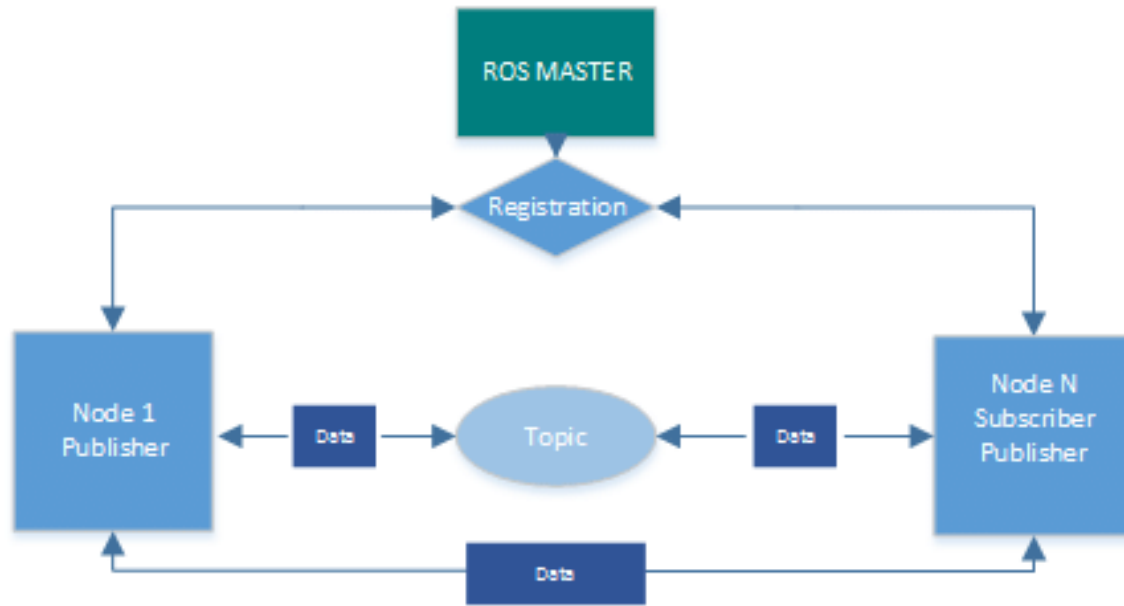 ROS MASTER
Registration
Node 1
Publisher
Data
Topic
Data
Node N
Subscriber
Publisher
Data